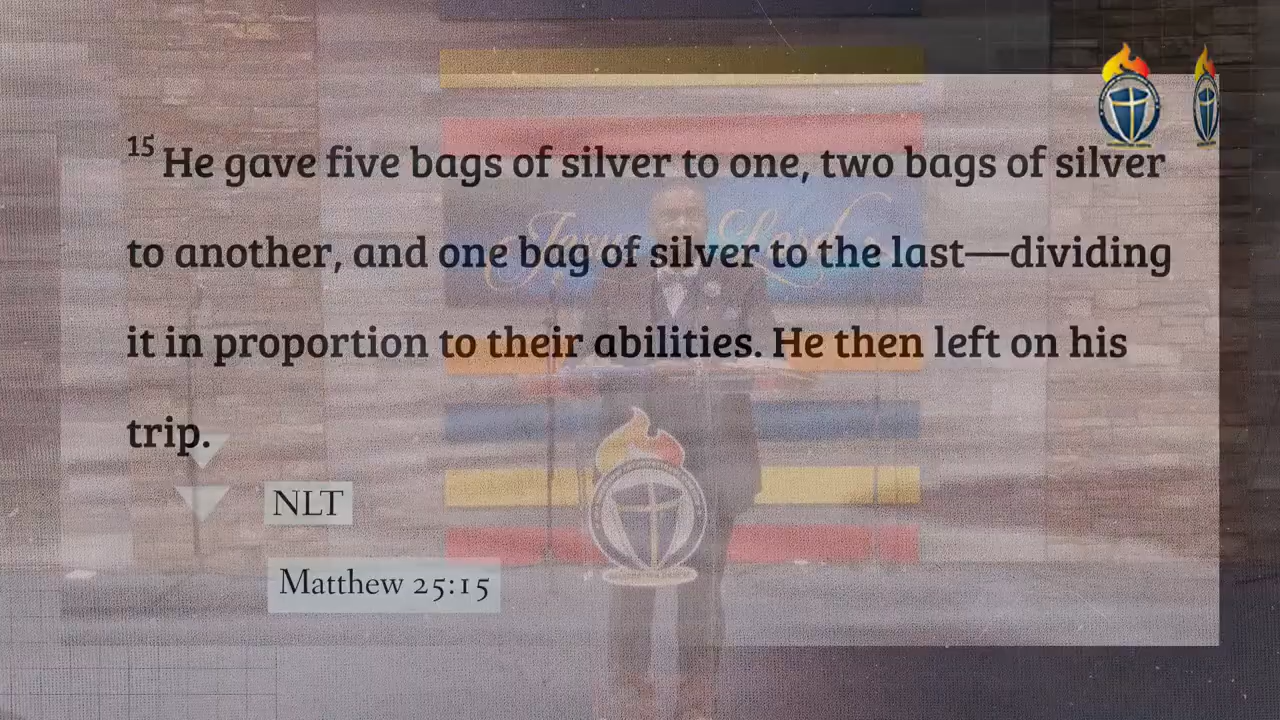 15 He gave five bags of silver to one, two bags of silver
to another, and one bag of silver to the last—dividing
it in proportion to their abilities. He then left on his
trip.
NLT
Matthew 25:15
Jesus Lord